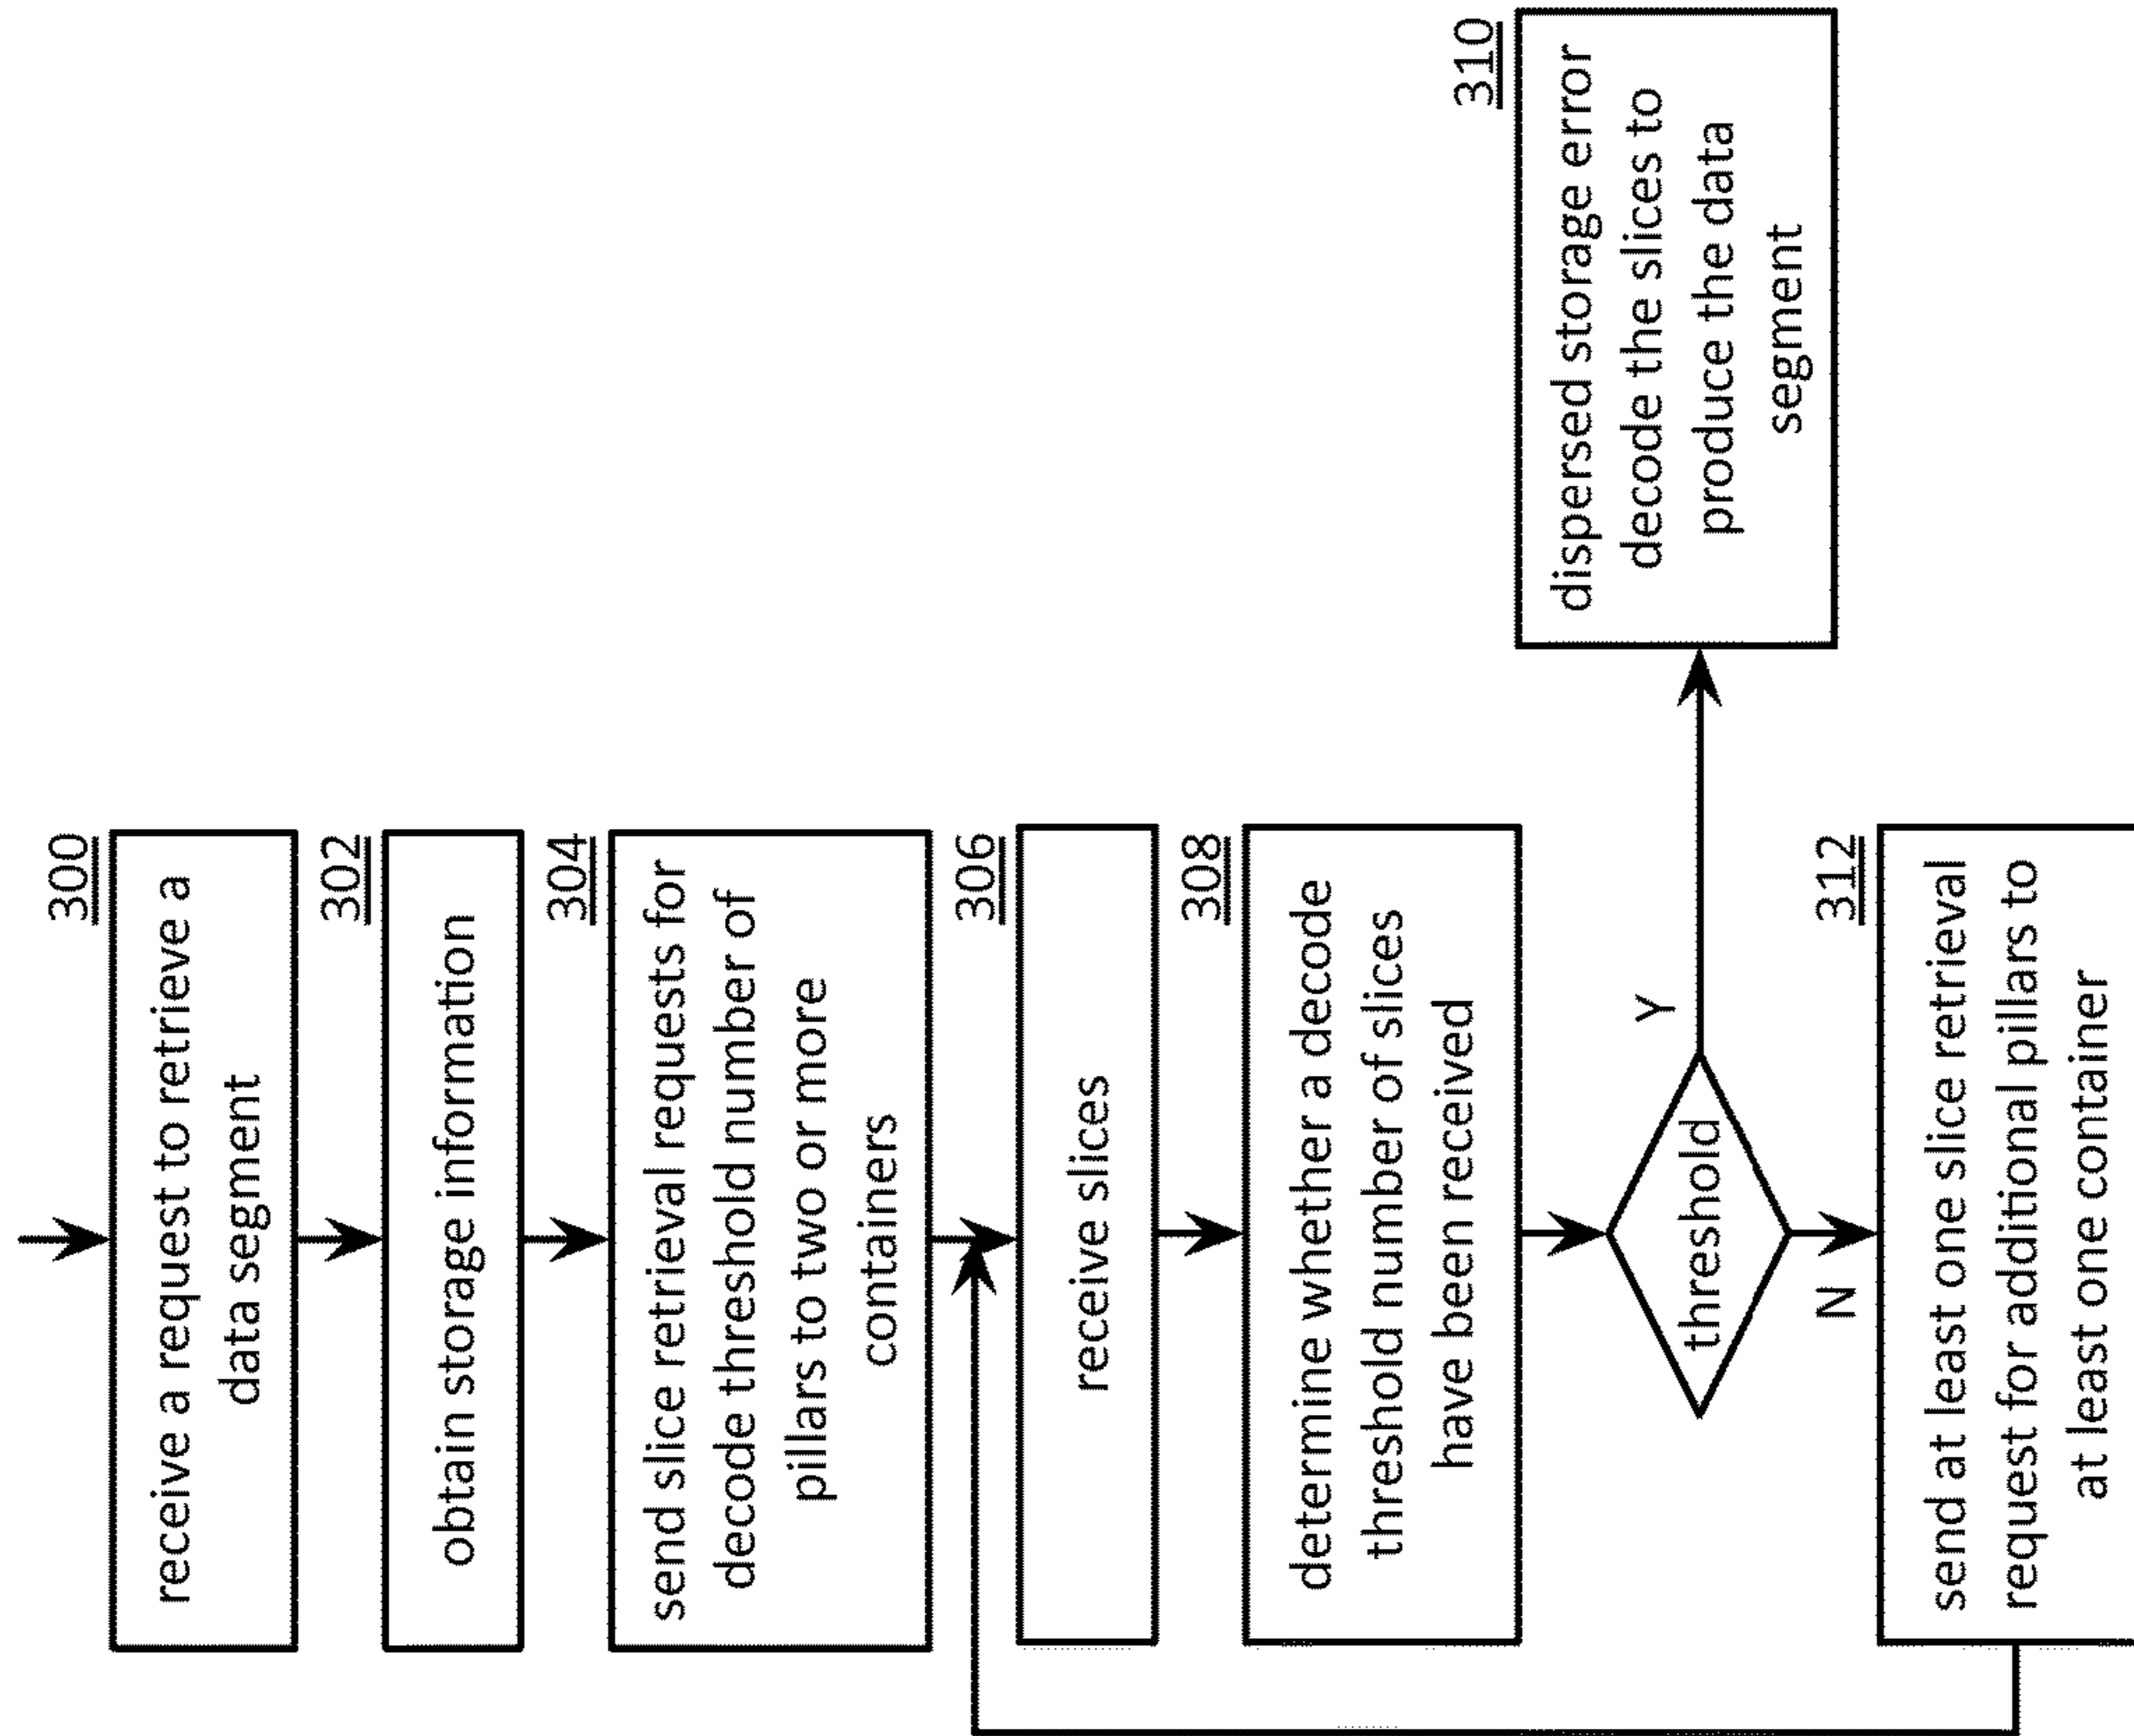 300
receive a request to retrieve a
data segment
302
obtain storage information
304
send slice retrieval requests for
decode threshold number of
pillars to two or more
containers
306
receive slices
308
determine whether a decode
threshold number of slices
have been received
threshold
Y
N
310
dispersed storage error
decode the slices to
produce the data
segment
312
send at least one slice retrieval
request for additional pillars to
at least one container